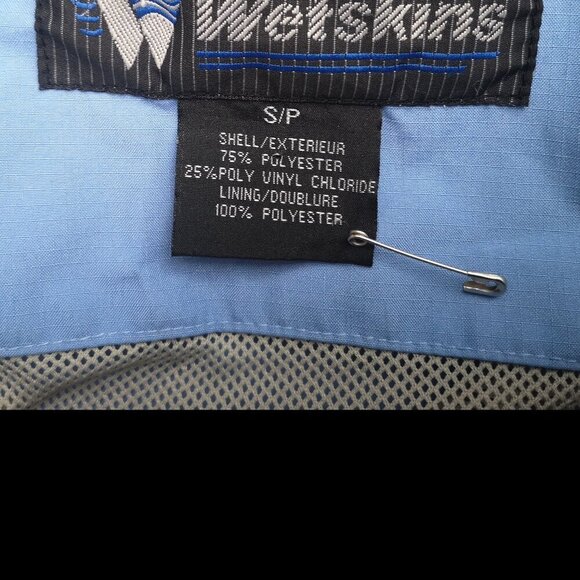 Wetskins
S/P
SHELL/EXTERIEUR
75% POLYESTER
25%POLY VINYL CHLORIDE
LINING/DOUBLURE
100% POLYESTER